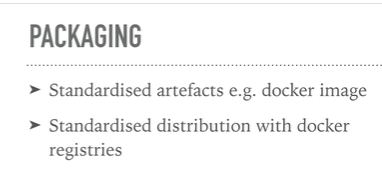 PACKAGING
➤ Standardised artefacts e.g. docker image
➤ Standardised distribution with docker
registries